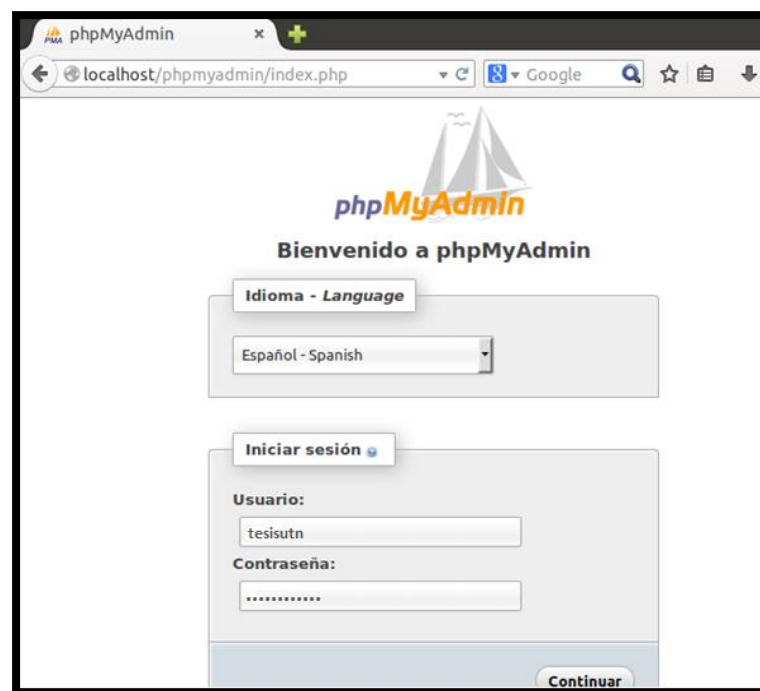 phpMyAdmin
localhost/phpmyadmin/index.php
Google
phpMyAdmin
Bienvenido a phpMyAdmin
Idioma - Language
Español - Spanish
Iniciar sesión
Usuario:
tesisutn
Contraseña:
............
Continuar